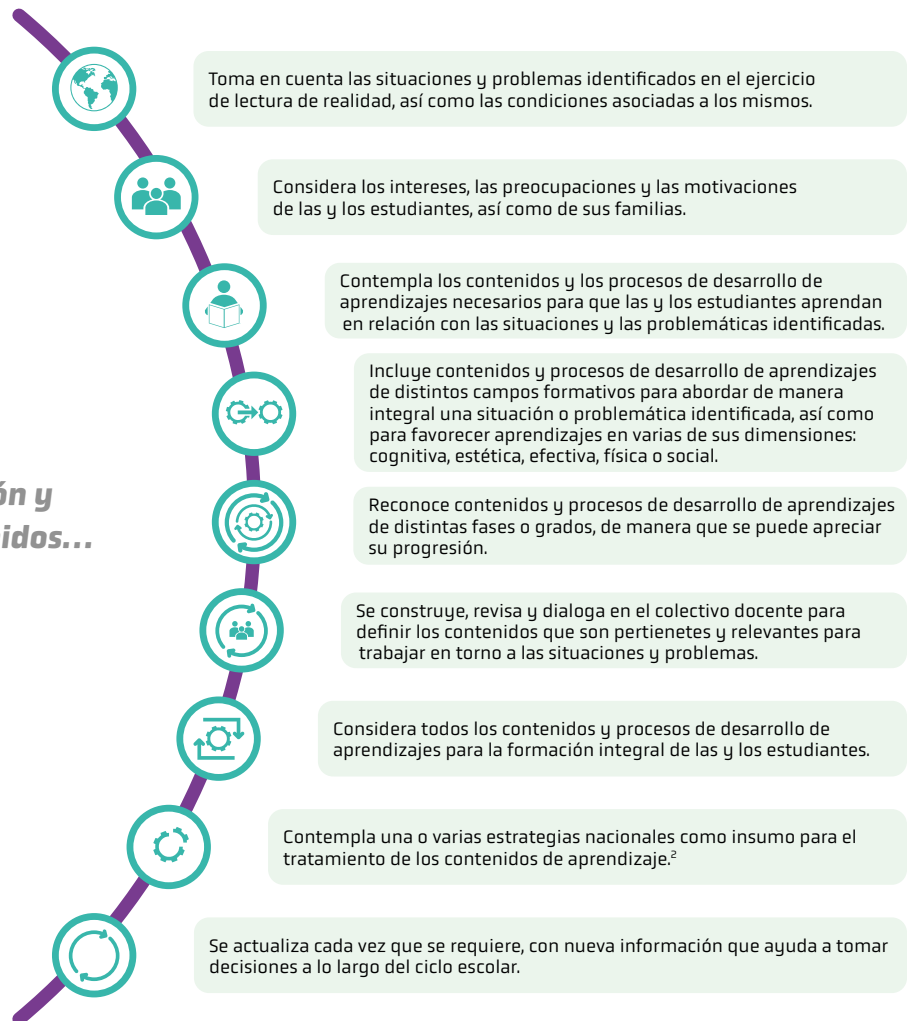 Toma en cuenta las situaciones y problemas identificados en el ejercicio
de lectura de realidad, así como las condiciones asociadas a los mismos.
Considera los intereses, las preocupaciones y las motivaciones
de las y los estudiantes, así como de sus familias.
Contempla los contenidos y los procesos de desarrollo de
aprendizajes necesarios para que las y los estudiantes aprendan
en relación con las situaciones y las problemáticas identificadas.
Incluye contenidos y procesos de desarrollo de aprendizajes
de distintos campos formativos para abordar de manera
integral una situación o problemática identificada, así como
para favorecer aprendizajes en varias de sus dimensiones:
cognitiva, estética, efectiva, física o social.
ón y
nidos...
Reconoce contenidos y procesos de desarrollo de aprendizajes
de distintas fases o grados, de manera que se puede apreciar
su progresión.
Se construye, revisa y dialoga en el colectivo docente para
definir los contenidos que son pertienetes y relevantes para
trabajar en torno a las situaciones y problemas.
Considera todos los contenidos y procesos de desarrollo de
aprendizajes para la formación integral de las y los estudiantes.
Contempla una o varias estrategias nacionales como insumo para el
tratamiento de los contenidos de aprendizaje.²
Se actualiza cada vez que se requiere, con nueva información que ayuda a tomar
decisiones a lo largo del ciclo escolar.